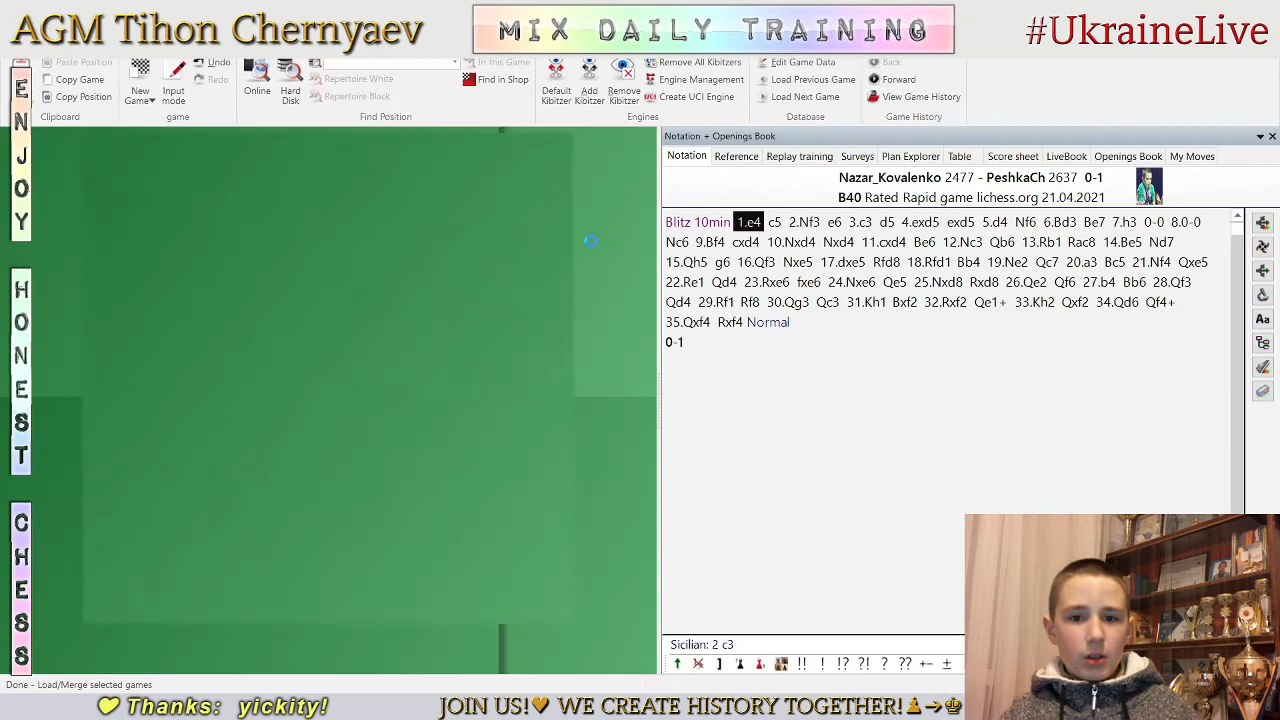 AGM Tihon Chernyaev
MIX DAILY TRAINING
#UkraineLive
ENJOY
HONEST
CHESS
Paste Position
Copy Game
Copy Position
Clipboard
New Game
Input mode
Undo
Redo
game
Online
Hard Disk
In this Game
Repertoire White
Find in Shop
Repertoire Black
Find Position
Default Kibitzer
Add Kibitzer
Remove Kibitzer
Remove All Kibitzers
Engine Management
UCI Create UCI Engine
Engines
Edit Game Data
Load Previous Game
Load Next Game
Database
Back
Forward
View Game History
Game History
Notation + Openings Book
Notation Reference Replay training Surveys Plan Explorer Table Score sheet LiveBook Openings Book My Moves
Nazar_Kovalenko 2477 - PeshkaCh 2637 0-1
B40 Rated Rapid game lichess.org 21.04.2021
Blitz 10min 1.e4 c5 2.Nf3 e6 3.c3 d5 4.exd5 exd5 5.d4 Nf6 6.Bd3 Be7 7.h3 0-0 8.0-0
Nc6 9.Bf4 cxd4 10.Nxd4 Nxd4 11.cxd4 Be6 12.Nc3 Qb6 13.Rb1 Rac8 14.Be5 Nd7
15.Qh5 g6 16.Qf3 Nxe5 17.dxe5 Rfd8 18.Rfd1 Bb4 19.Ne2 Qc7 20.a3 Bc5 21.Nf4 Qxe5
22.Re1 Qd4 23.Rxe6 fxe6 24.Nxe6 Qe5 25.Nxd8 Rxd8 26.Qe2 Qf6 27.b4 Bb6 28.Qf3
Qd4 29.Rf1 Rf8 30.Qg3 Qc3 31.Kh1 Bxf2 32.Rxf2 Qe1+ 33.Kh2 Qxf2 34.Qd6 Qf4+
35.Qxf4 Rxf4 Normal
0-1
Aa
Sicilian: 2 c3
] !! ! !? ?! ? ?? +− ±
Done - Load/Merge selected games
Thanks: yickity!
JOIN US! WE CREATE HISTORY TOGETHER!